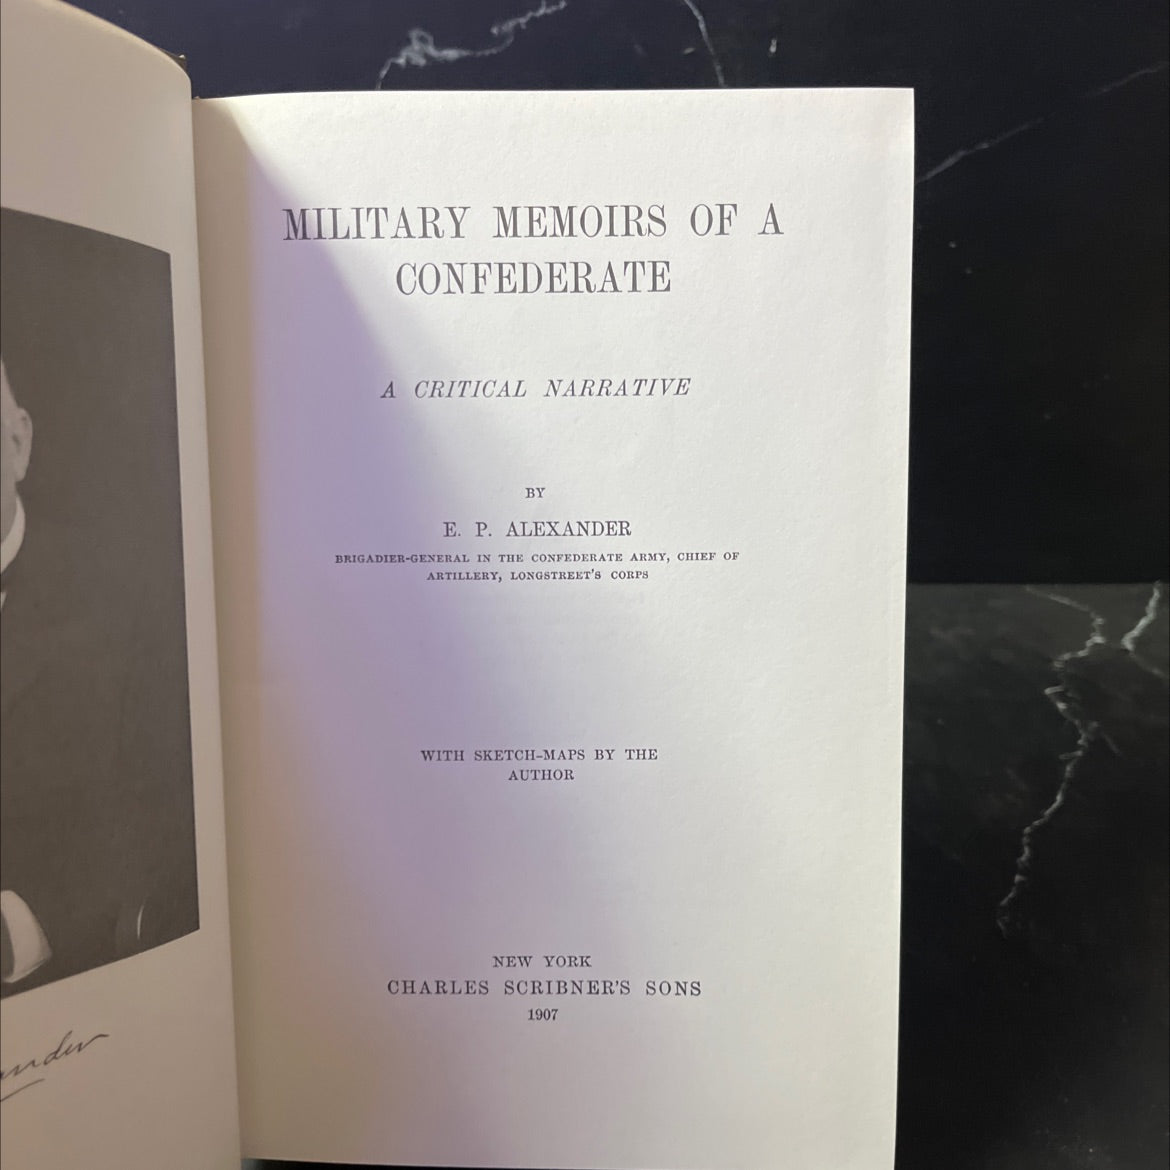 MILITARY MEMOIRS OF A
CONFEDERATE
A CRITICAL NARRATIVE
BY
E. P. ALEXANDER
BRIGADIER-GENERAL IN THE CONFEDERATE ARMY, CHIEF OF
ARTILLERY, LONGSTREET'S CORPS
WITH SKETCH-MAPS BY THE
AUTHOR
NEW YORK
CHARLES SCRIBNER'S SONS
1907